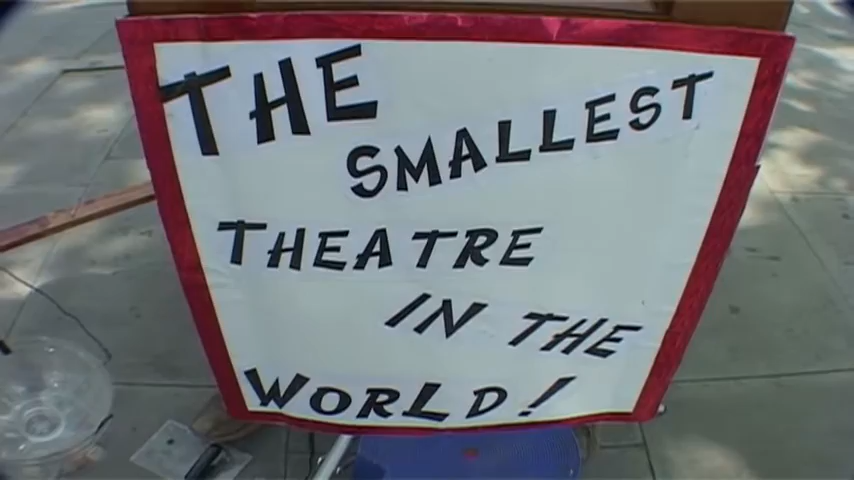 THE
SMALLEST
THEATRE
IN THE
WORLD!